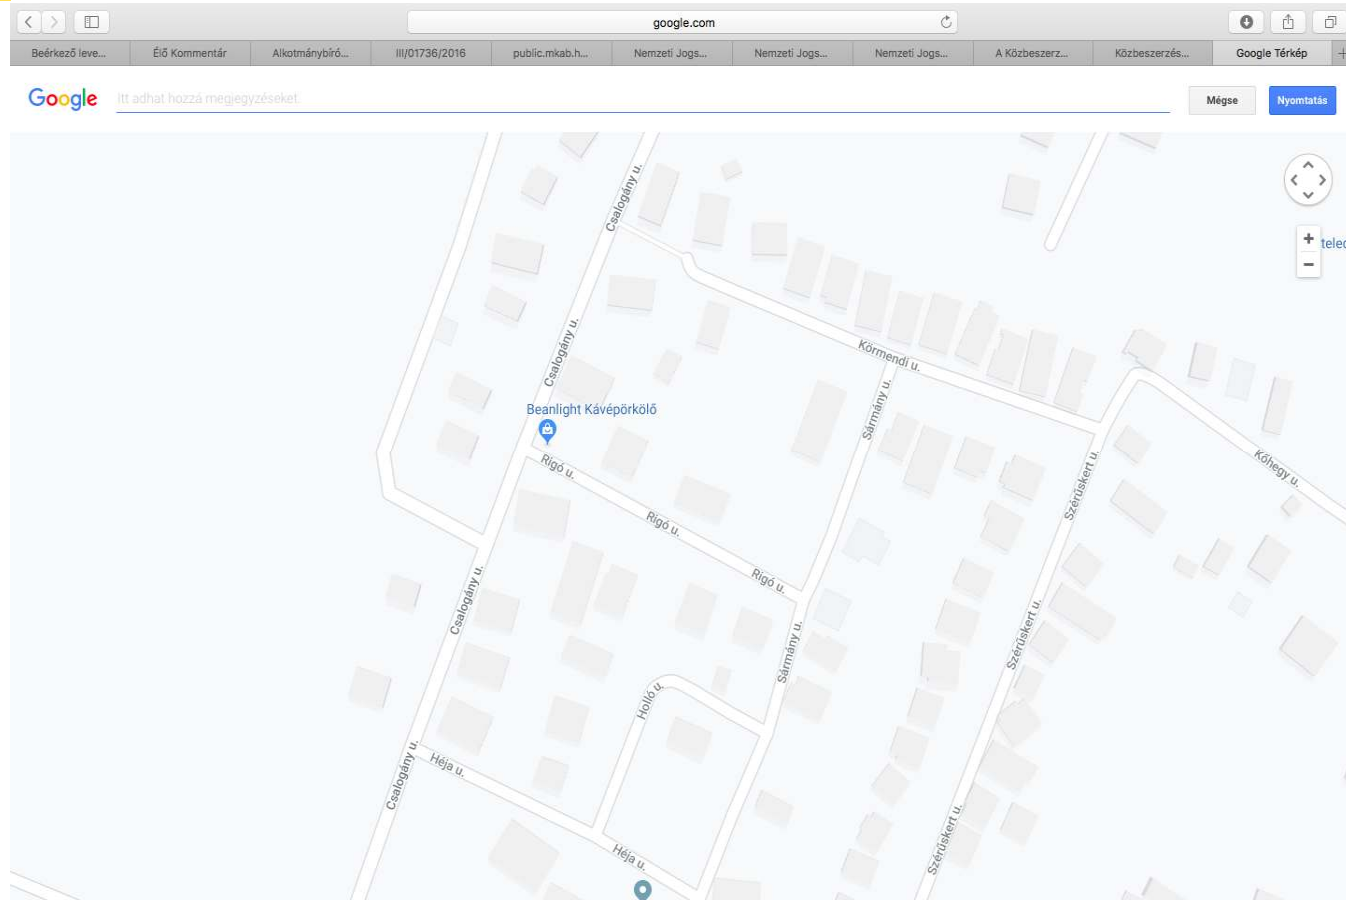 google.com
Beérkező leve...
Élő Kommentár
Alkotmánybíró...
III/01736/2016
public.mkab.h...
Nemzeti Jogs...
Nemzeti Jogs...
Nemzeti Jogs...
A Közbeszerz...
Közbeszerzés...
Google Térkép
Google
Itt adhat hozzá megjegyzéseket.
Mégse
Nyomtatás
Csalogány u.
Csalogány u.
Körmendi u.
Sármány u.
Beanlight Kávépörkölő
Rigó u.
Rigó u.
Rigó u.
Szérűskert u.
Kőhegy u.
Csalogány u.
Sármány u.
Szérűskert u.
Holló u.
Csalogány u.
Héja u.
Héja u.
Szérűskert u.